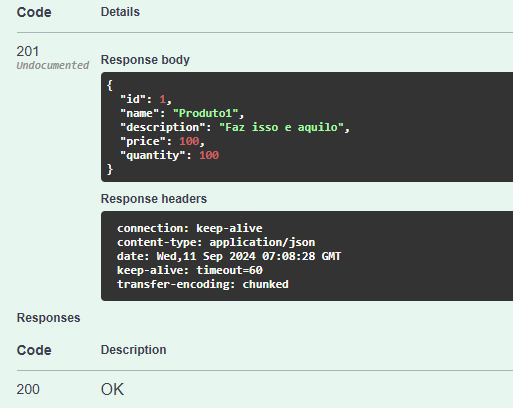 Code Details
201
Undocumented
Response body
{
  "id": 1,
  "name": "Produto1",
  "description": "Faz isso e aquilo",
  "price": 100,
  "quantity": 100
}
Response headers
connection: keep-alive
content-type: application/json
date: Wed,11 Sep 2024 07:08:28 GMT
keep-alive: timeout=60
transfer-encoding: chunked
Responses
Code Description
200 OK